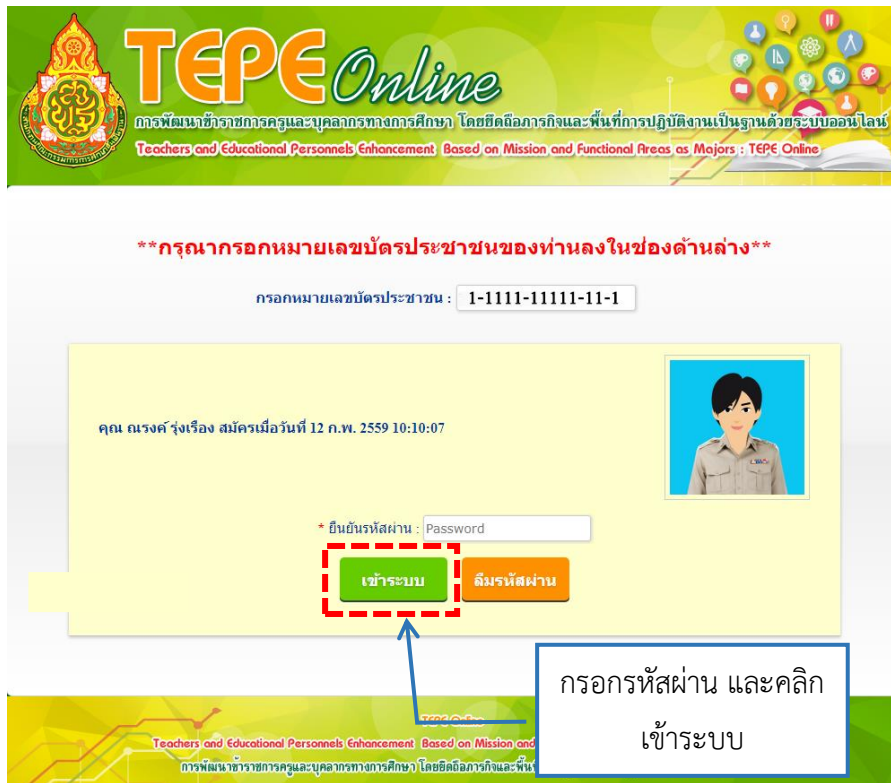 TEPE Online
การพัฒนาข้าราชการครูและบุคลากรทางการศึกษา โดยยึดถือภารกิจและพื้นที่การปฏิบัติงานเป็นฐานด้วยระบบออนไลน์
Teachers and Educational Personnels Enhancement Based on Mission and Functional Areas as Majors : TEPE Online
**กรุณากรอกหมายเลขบัตรประชาชนของท่านลงในช่องด้านล่าง**
กรอกหมายเลขบัตรประชาชน : 1-1111-11111-11-1
คุณ ณรงค์ รุ่งเรือง สมัครเมื่อวันที่ 12 ก.พ. 2559 10:10:07
* ยืนยันรหัสผ่าน : Password
เข้าระบบ ลืมรหัสผ่าน
กรอกรหัสผ่าน และคลิก
เข้าระบบ
TEPE Online
Teachers and Educational Personnels Enhancement Based on Mission and
การพัฒนาข้าราชการครูและบุคลากรทางการศึกษา โดยยึดถือภารกิจและพื้น